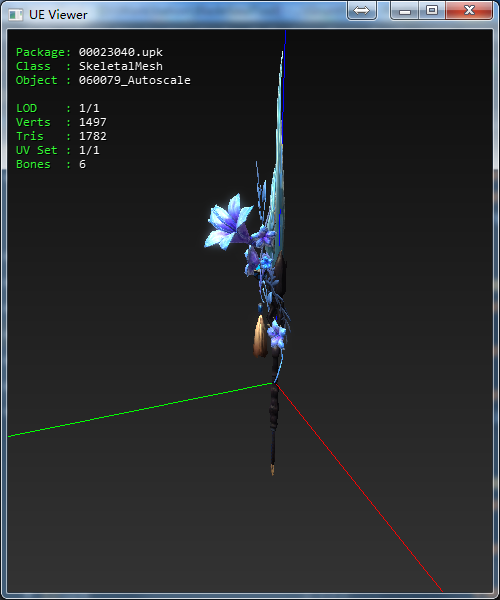 UE Viewer
Package: 00023040.upk
Class : SkeletalMesh
Object : 060079_Autoscale
LOD : 1/1
Verts : 1497
Tris : 1782
UV Set : 1/1
Bones : 6